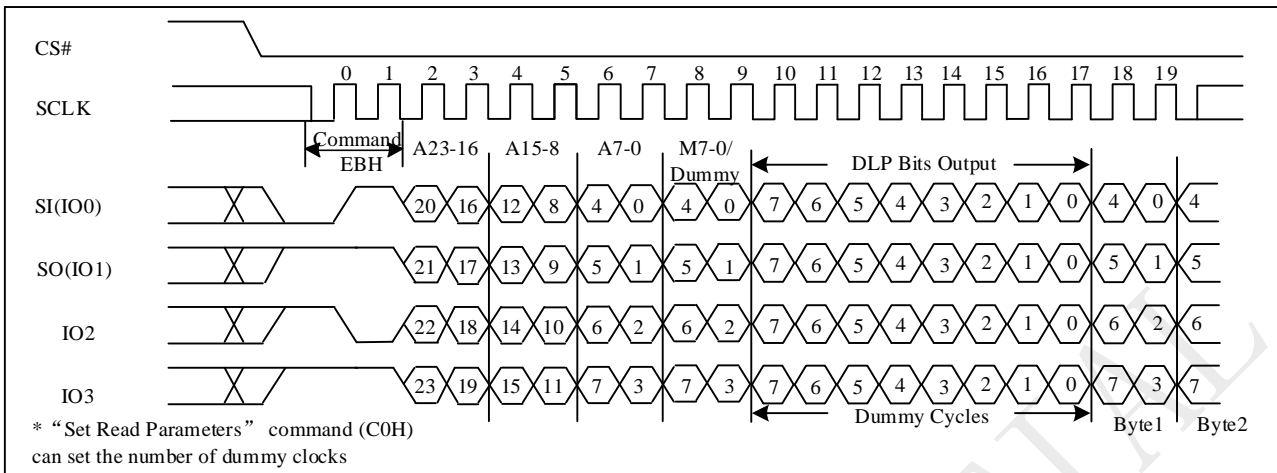 CS#
0 1 2 3 4 5 6 7 8 9 10 11 12 13 14 15 16 17 18 19
SCLK
Command
EBH
A23-16 A15-8 A7-0 M7-0/
Dummy
DLP Bits Output
SI(IO0) 20 16 12 8 4 0 4 0 7 6 5 4 3 2 1 0 4 0 4
SO(IO1) 21 17 13 9 5 1 5 1 7 6 5 4 3 2 1 0 5 1 5
IO2 22 18 14 10 6 2 6 2 7 6 5 4 3 2 1 0 6 2 6
IO3 23 19 15 11 7 3 7 3 7 6 5 4 3 2 1 0 7 3 7
Dummy Cycles Byte1 Byte2
* “Set Read Parameters” command (C0H)
can set the number of dummy clocks